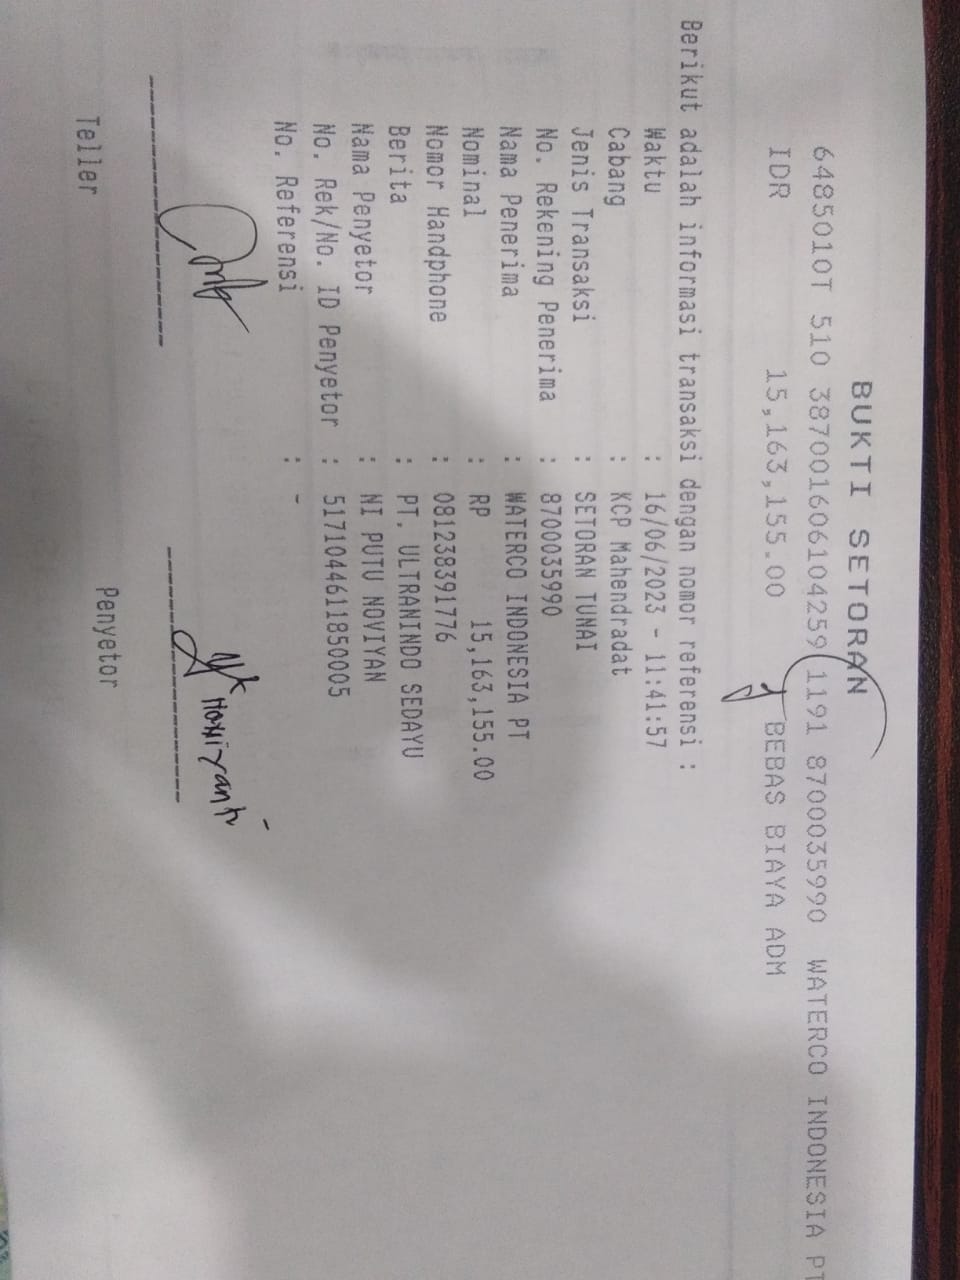 BUKTI SETORAN
6485010T 510 387001606104259 1191 8700035990 WATERCO INDONESIA PT
IDR 15,163,155.00 BEBAS BIAYA ADM
Berikut adalah informasi transaksi dengan nomor referensi :
Waktu : 16/06/2023 - 11:41:57
Cabang : KCP Mahendradat
Jenis Transaksi : SETORAN TUNAI
No. Rekening Penerima : 8700035990
Nama Penerima : WATERCO INDONESIA PT
Nominal : RP 15,163,155.00
Nomor Handphone : 081238391776
Berita : PT. ULTRANINDO SEDAYU
Nama Penyetor : NI PUTU NOVIYAN
No. Rek/No. ID Penyetor : 5171044611850005
No. Referensi : -
Teller Penyetor